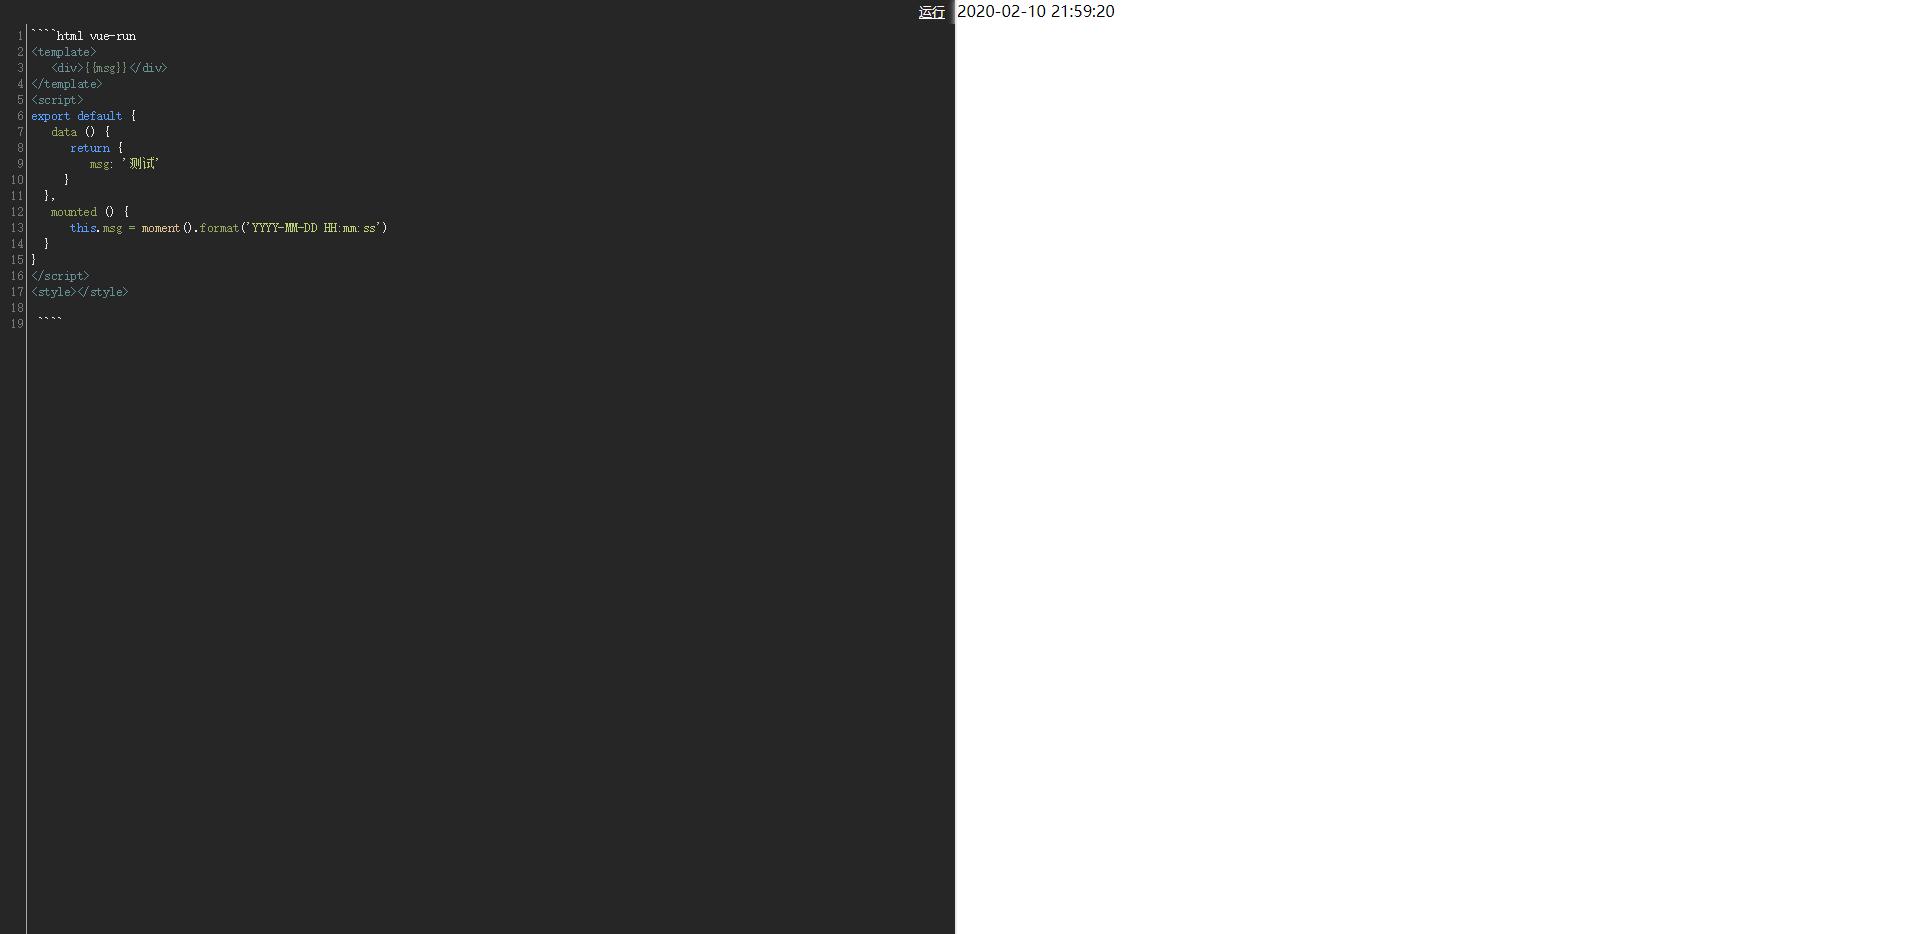 运行
1 ````html vue-run
2 <template>
3    <div>{{msg}}</div>
4 </template>
5 <script>
6 export default {
7    data () {
8       return {
9          msg: '测试'
10      }
11   },
12    mounted () {
13       this.msg = moment().format('YYYY-MM-DD HH:mm:ss')
14   }
15 }
16 </script>
17 <style></style>
18
19  ````
2020-02-10 21:59:20